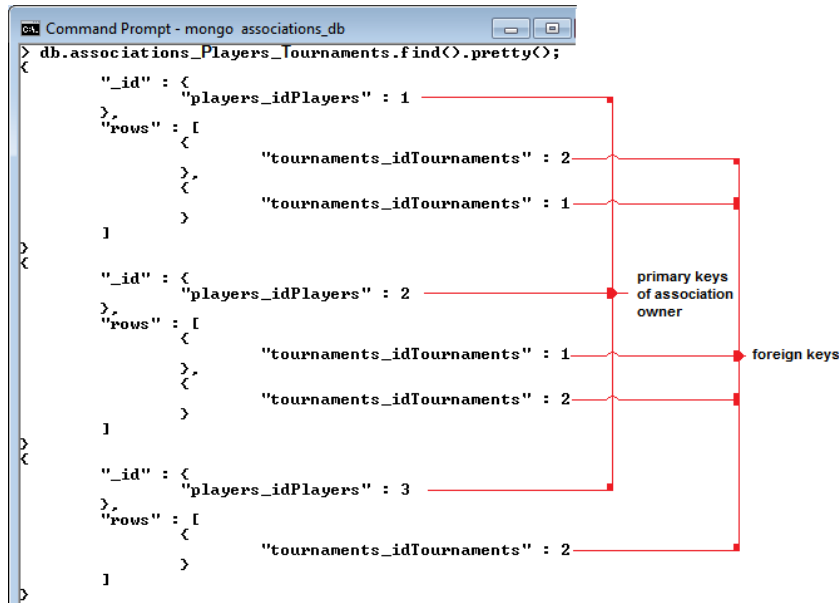 Command Prompt - mongo associations_db
> db.associations_Players_Tournaments.find().pretty();
{
"_id" : {
"players_idPlayers" : 1
},
"rows" : [
{
"tournaments_idTournaments" : 2
},
{
"tournaments_idTournaments" : 1
}
]
}
{
"_id" : {
"players_idPlayers" : 2
},
"rows" : [
{
"tournaments_idTournaments" : 1
},
{
"tournaments_idTournaments" : 2
}
]
}
{
"_id" : {
"players_idPlayers" : 3
},
"rows" : [
{
"tournaments_idTournaments" : 2
}
]
}
primary keys
of association
owner
foreign keys